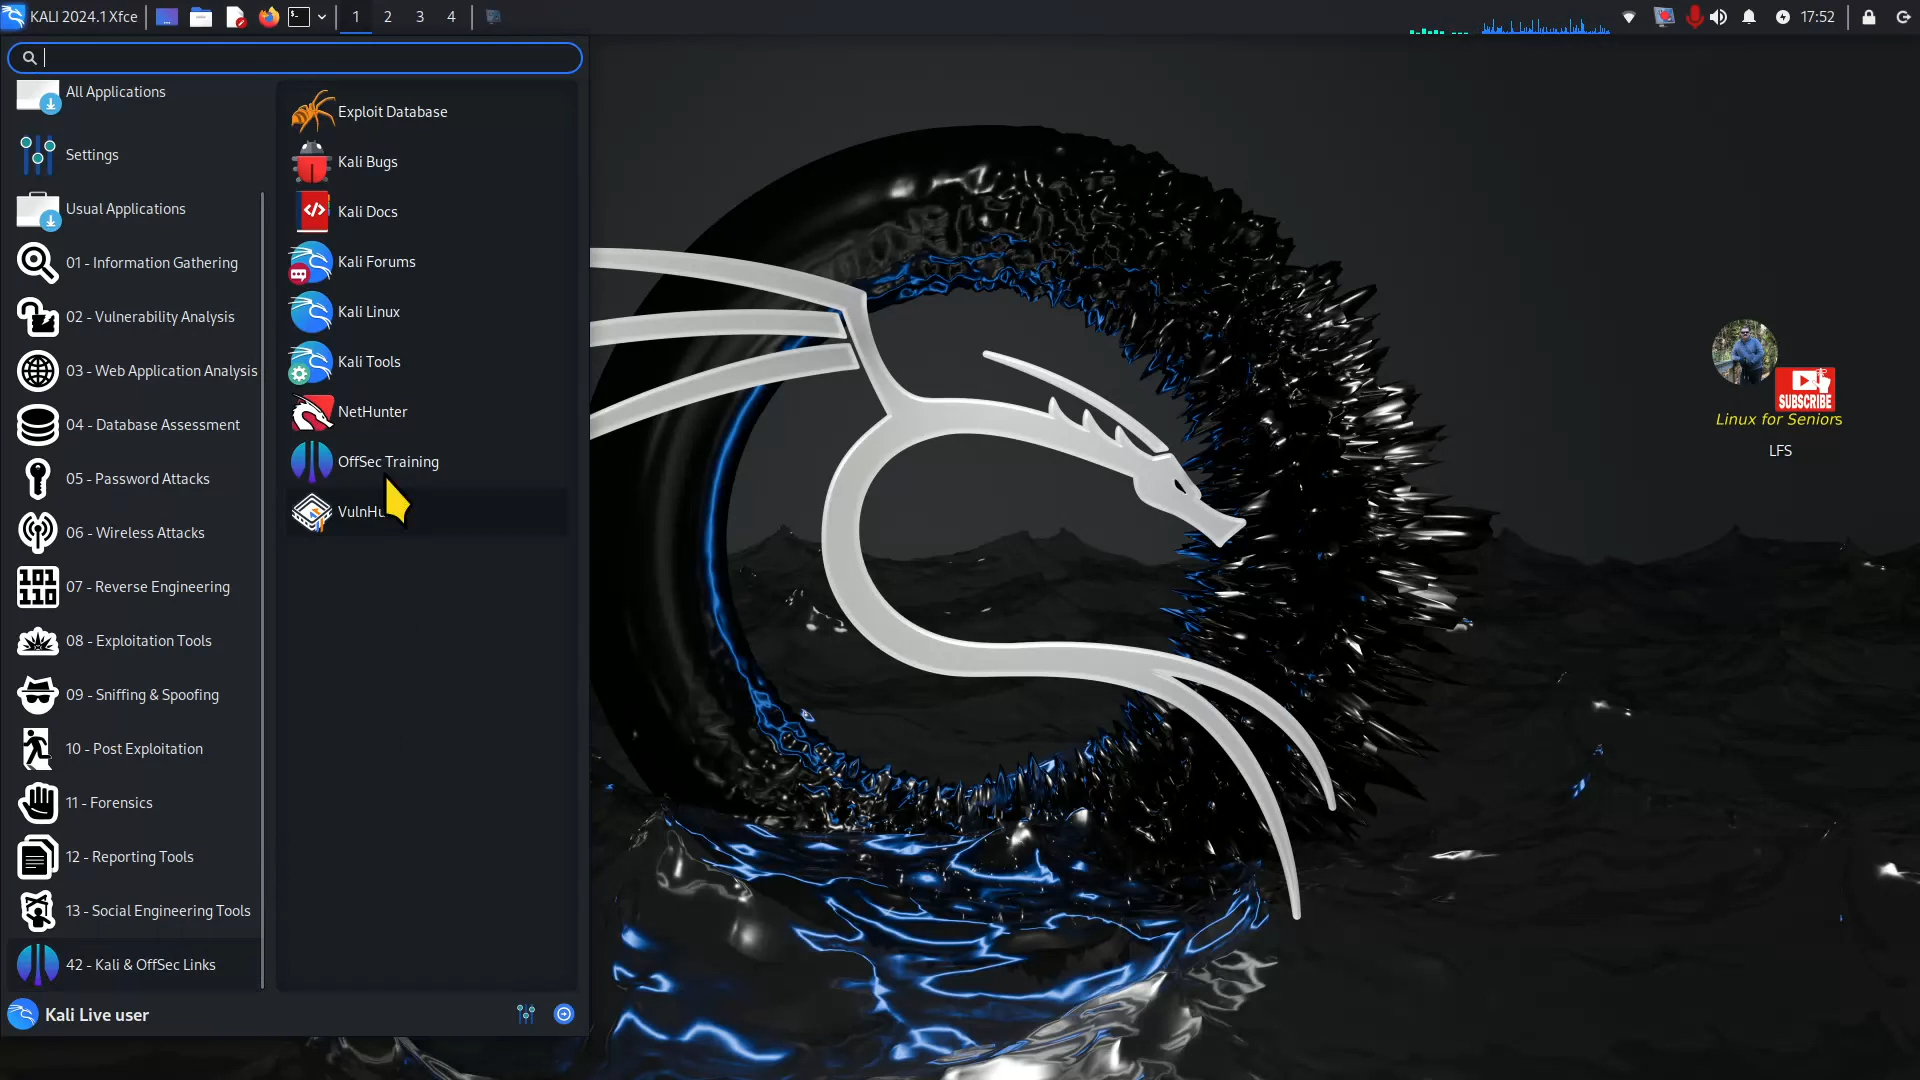 KALI 2024.1 Xfce
1 2 3 4
17:52
All Applications
Settings
Usual Applications
01 - Information Gathering
02 - Vulnerability Analysis
03 - Web Application Analysis
04 - Database Assessment
05 - Password Attacks
06 - Wireless Attacks
07 - Reverse Engineering
08 - Exploitation Tools
09 - Sniffing & Spoofing
10 - Post Exploitation
11 - Forensics
12 - Reporting Tools
13 - Social Engineering Tools
42 - Kali & OffSec Links
Kali Live user
Exploit Database
Kali Bugs
Kali Docs
Kali Forums
Kali Linux
Kali Tools
NetHunter
OffSec Training
SUBSCRIBE
Linux for Seniors
LFS
101
110